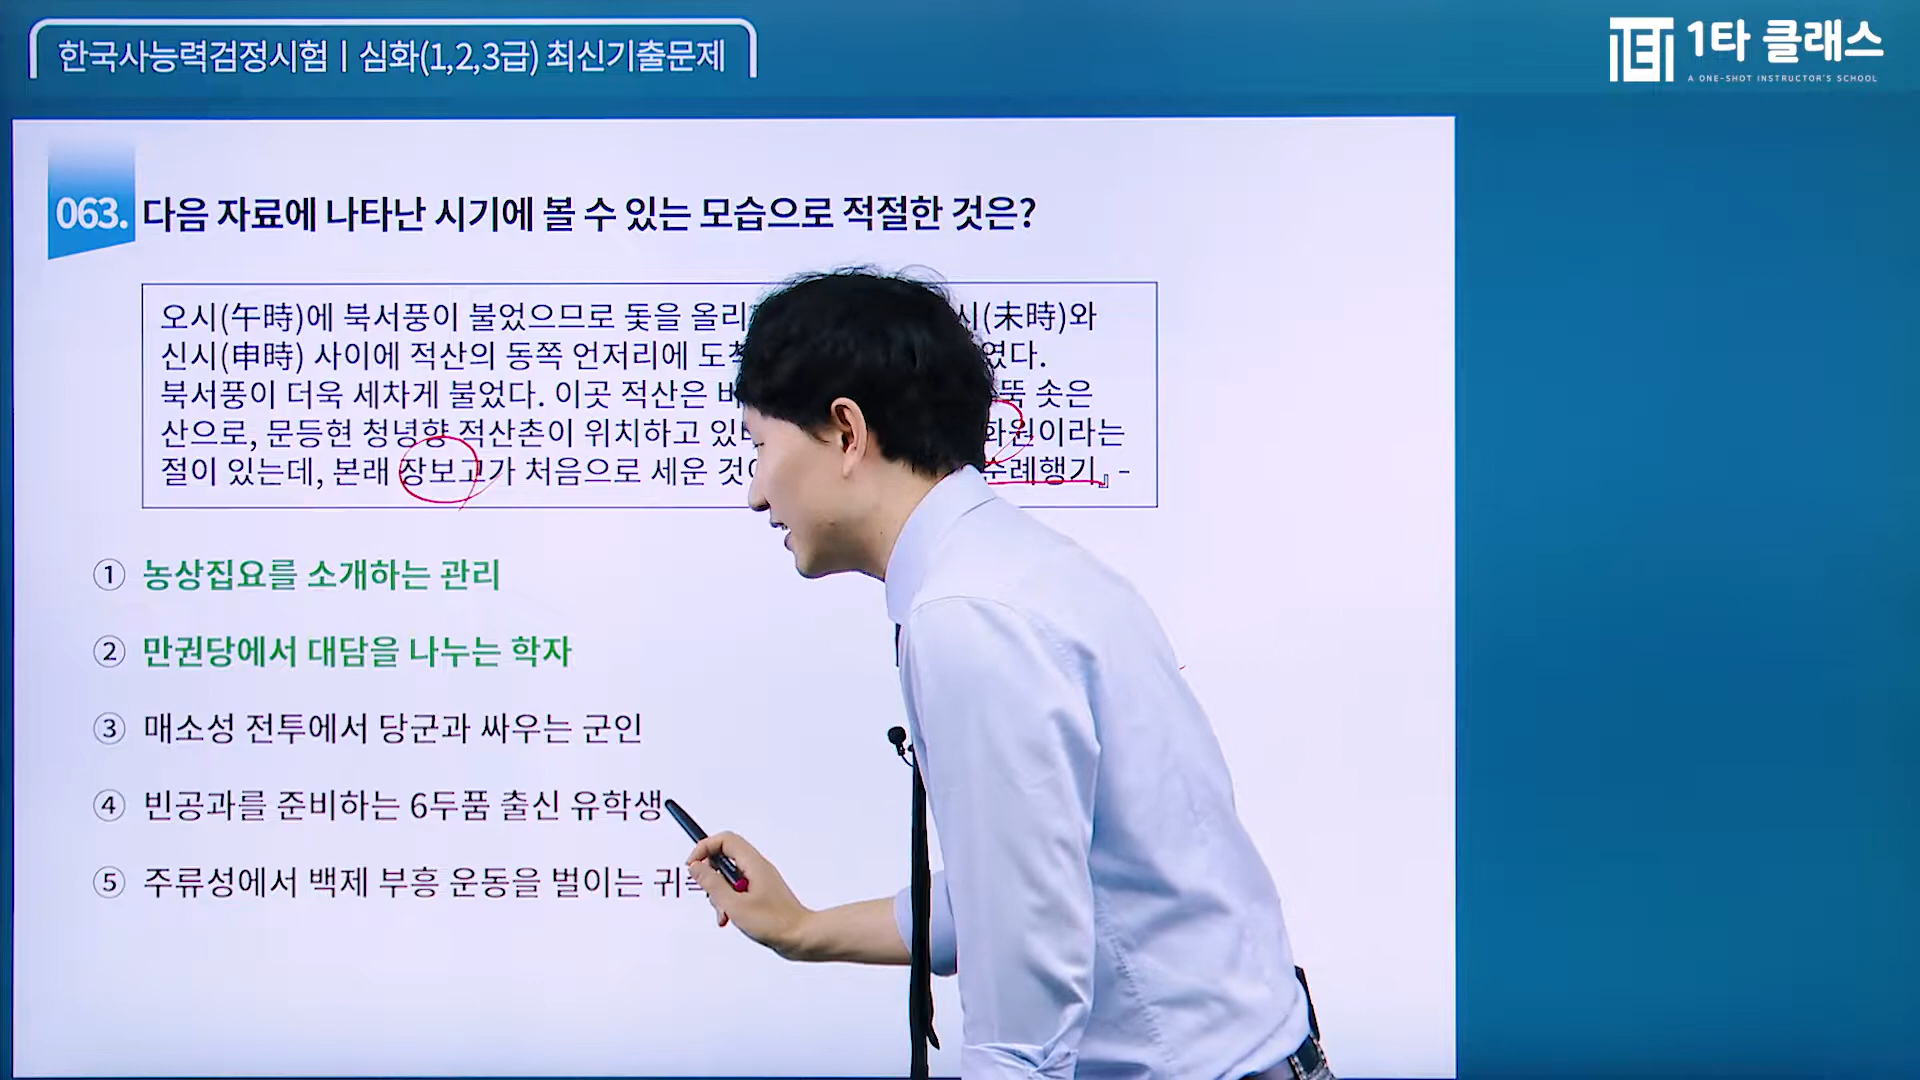 한국사능력검정시험 | 심화(1,2,3급) 최신기출문제
1타 클래스
A ONE-SHOT INSTRUCTOR'S SCHOOL
063. 다음 자료에 나타난 시기에 볼 수 있는 모습으로 적절한 것은?
오시(午時)에 북서풍이 불었으므로 돛을 올리 시(未時)와
신시(申時) 사이에 적산의 동쪽 언저리에 였다.
북서풍이 더욱 세차게 불었다. 이곳 적산은 솟은
산으로, 문등현 청녕향 적산촌이 위치하고 화원이라는
절이 있는데, 본래 장보고가 처음으로 세운 순례행기』 -
① 농상집요를 소개하는 관리
② 만권당에서 대담을 나누는 학자
③ 매소성 전투에서 당군과 싸우는 군인
④ 빈공과를 준비하는 6두품 출신 유학생
⑤ 주류성에서 백제 부흥 운동을 벌이는